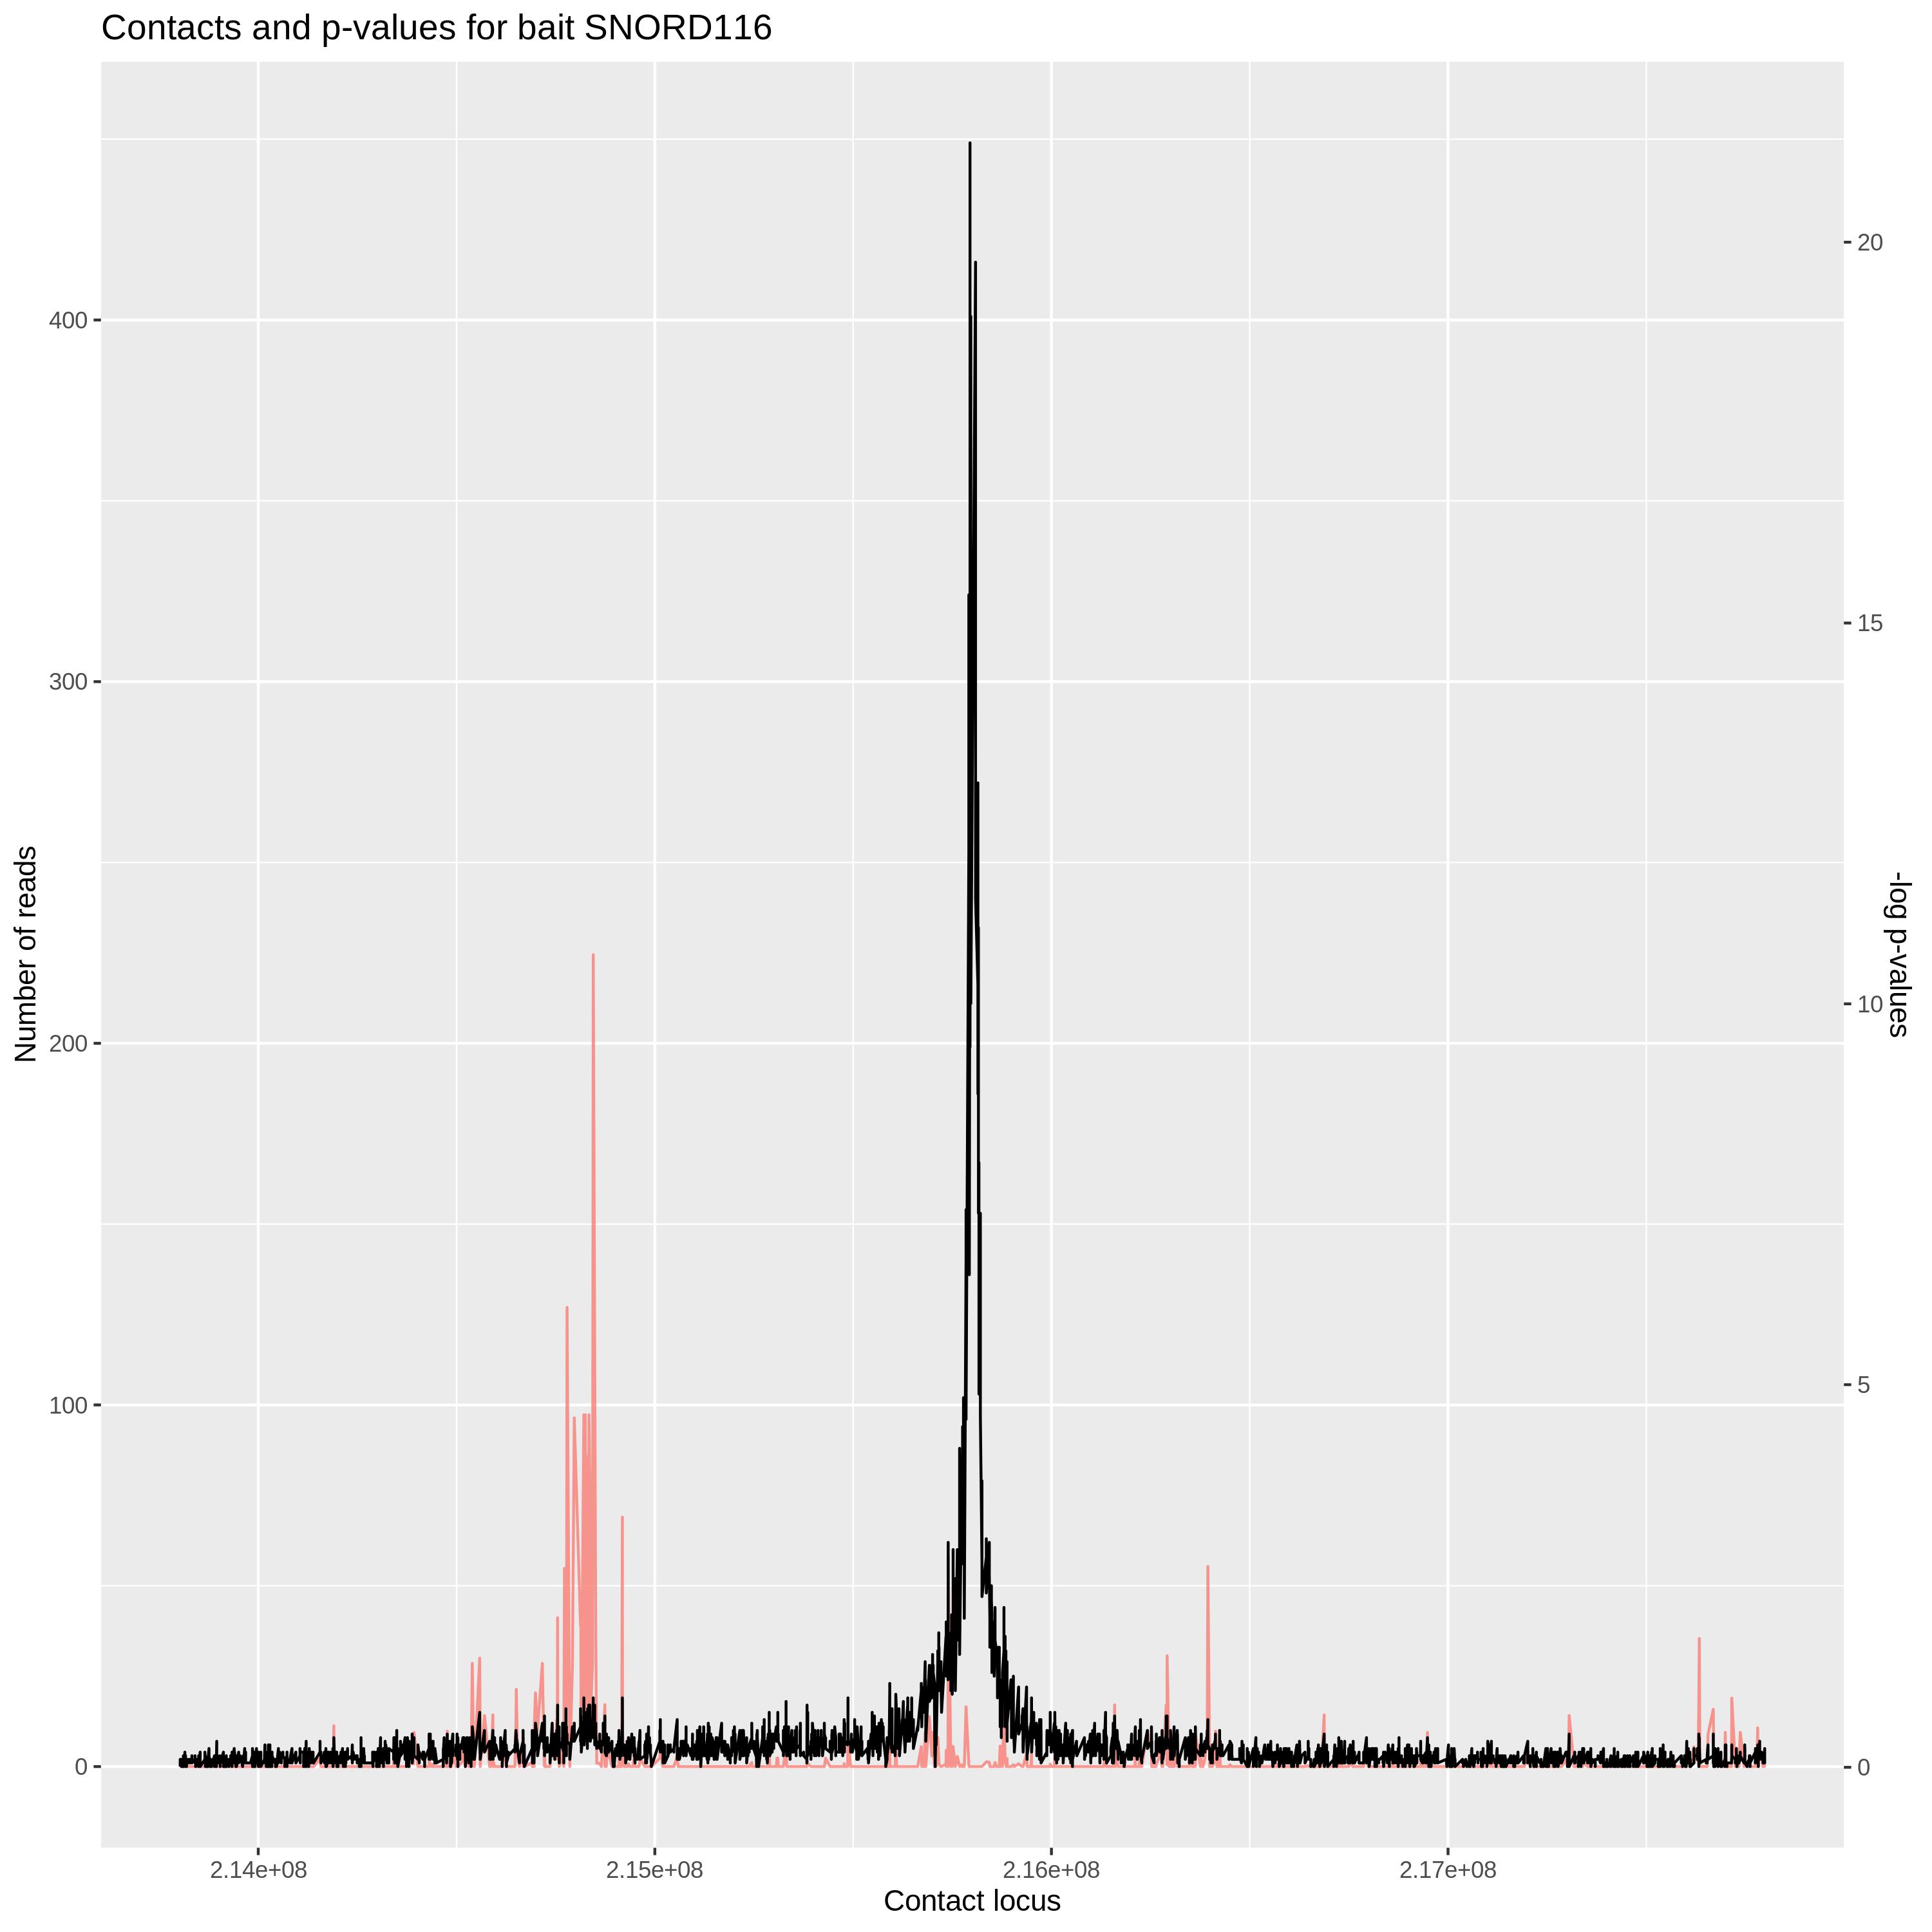 Contacts and p-values for bait SNORD116
Number of reads
400
300
200
100
0
20
15
10
5
0
-log p-values
2.14e+08 2.15e+08 2.16e+08 2.17e+08
Contact locus